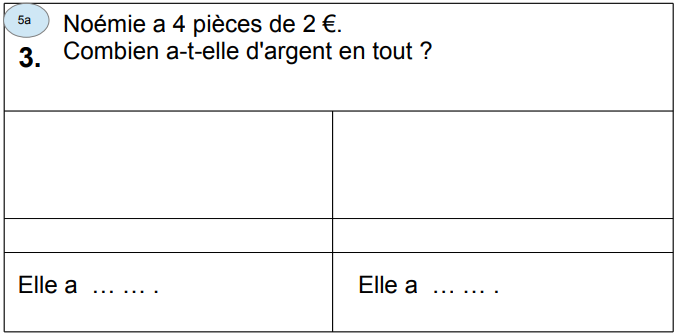 5a
Noémie a 4 pièces de 2 €.
3. Combien a-t-elle d'argent en tout ?
Elle a … … . Elle a … … .